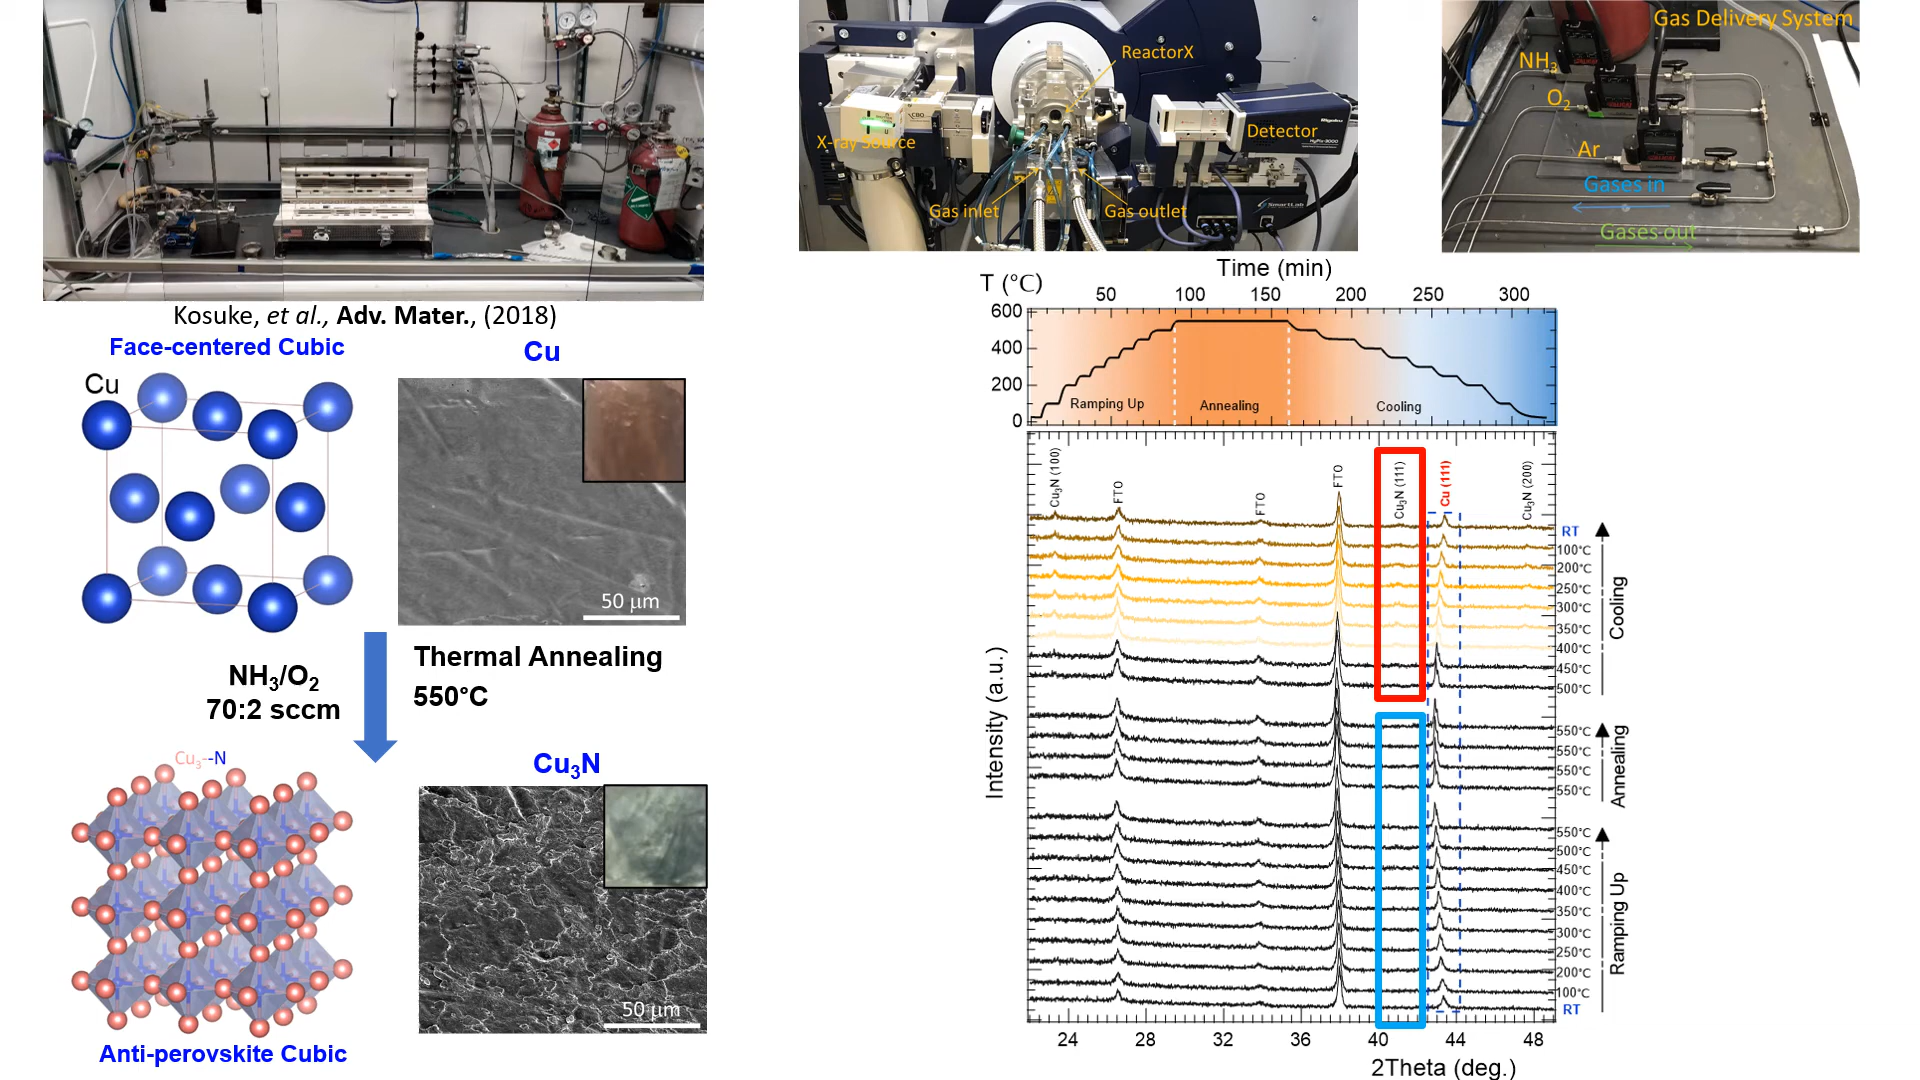 Kosuke, et al., Adv. Mater., (2018)
Face-centered Cubic
Cu
Cu
50 µm
NH3/O2
70:2 sccm
Thermal Annealing
550°C
Cu3--N
Cu3N
50 µm
Anti-perovskite Cubic
ReactorX
X-ray Source
Detector
Rigaku
HyPix-3000
CBO
SmartLab
Gas inlet
Gas outlet
Gas Delivery System
NH3
O2
Ar
Gases in
Gases out
Time (min)
T (°C)
50 100 150 200 250 300
600
400
200
0
Ramping Up
Annealing
Cooling
Cu3N (100)
FTO
FTO
FTO
Cu3N (111)
Cu (111)
Cu3N (200)
RT
100°C
200°C
250°C
300°C
350°C
400°C
450°C
500°C
Cooling
550°C
550°C
550°C
550°C
Annealing
550°C
500°C
450°C
400°C
350°C
300°C
250°C
200°C
100°C
RT
Ramping Up
Intensity (a.u.)
24 28 32 36 40 44 48
2Theta (deg.)